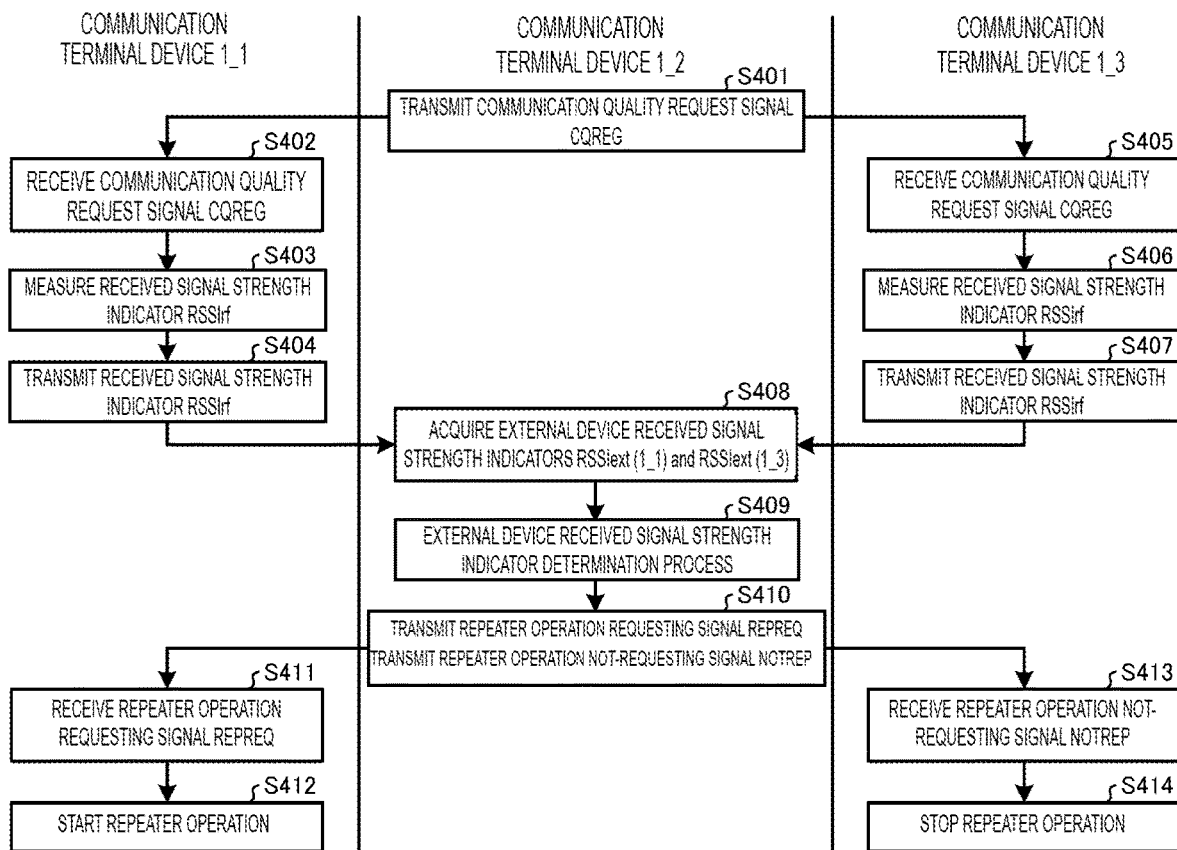 COMMUNICATION
TERMINAL DEVICE 1_1
COMMUNICATION
TERMINAL DEVICE 1_2
COMMUNICATION
TERMINAL DEVICE 1_3
S401
TRANSMIT COMMUNICATION QUALITY REQUEST SIGNAL
CQREG
S402
RECEIVE COMMUNICATION QUALITY
REQUEST SIGNAL CQREG
S403
MEASURE RECEIVED SIGNAL STRENGTH
INDICATOR RSSIrf
S404
TRANSMIT RECEIVED SIGNAL STRENGTH
INDICATOR RSSIrf
S405
RECEIVE COMMUNICATION QUALITY
REQUEST SIGNAL CQREG
S406
MEASURE RECEIVED SIGNAL STRENGTH
INDICATOR RSSIrf
S407
TRANSMIT RECEIVED SIGNAL STRENGTH
INDICATOR RSSIrf
S408
ACQUIRE EXTERNAL DEVICE RECEIVED SIGNAL
STRENGTH INDICATORS RSSIext (1_1) and RSSIext (1_3)
S409
EXTERNAL DEVICE RECEIVED SIGNAL STRENGTH
INDICATOR DETERMINATION PROCESS
S410
TRANSMIT REPEATER OPERATION REQUESTING SIGNAL REPREQ
TRANSMIT REPEATER OPERATION NOT-REQUESTING SIGNAL NOTREP
S411
RECEIVE REPEATER OPERATION
REQUESTING SIGNAL REPREQ
S412
START REPEATER OPERATION
S413
RECEIVE REPEATER OPERATION NOT-
REQUESTING SIGNAL NOTREP
S414
STOP REPEATER OPERATION